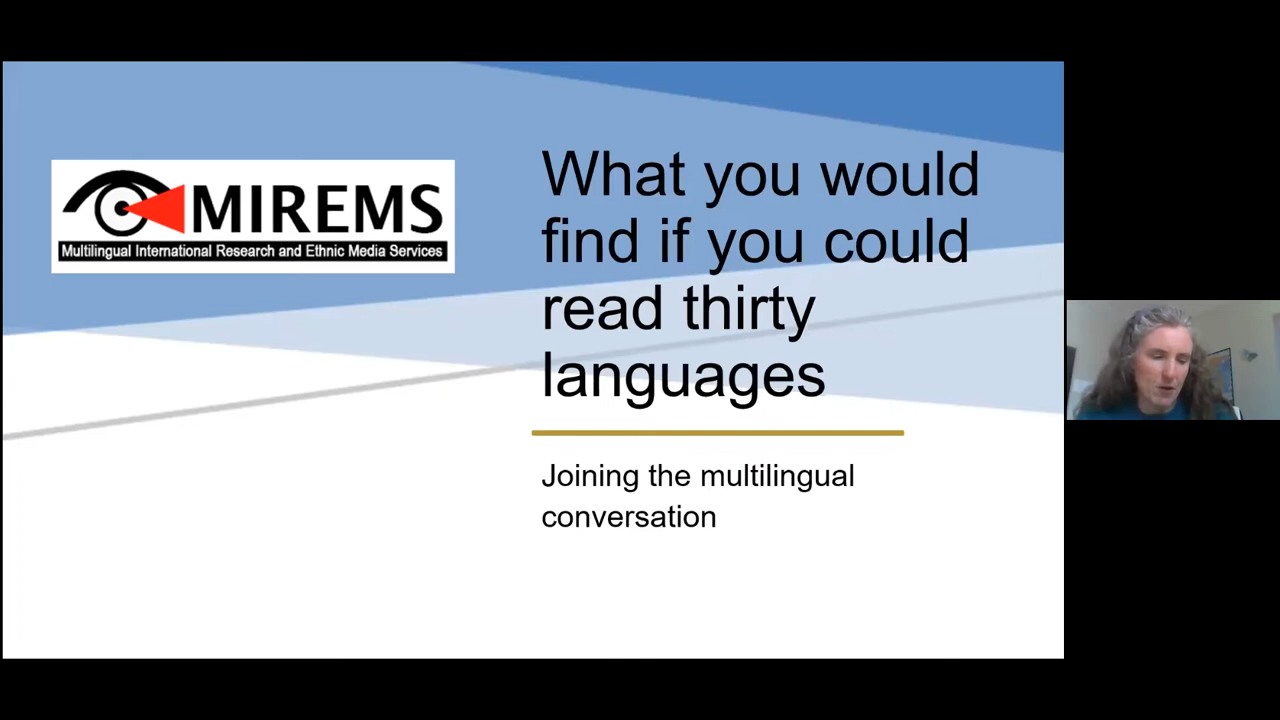 MIREMS
Multilingual International Research and Ethnic Media Services
What you would
find if you could
read thirty
languages
Joining the multilingual
conversation